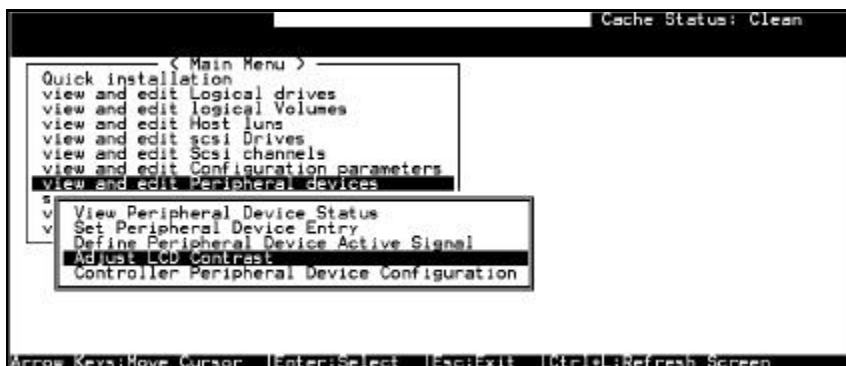 Cache Status: Clean
< Main Menu >
Quick installation
view and edit Logical drives
view and edit logical Volumes
view and edit Host luns
view and edit scsi Drives
view and edit Scsi channels
view and edit Configuration parameters
view and edit Peripheral devices
s
v
v
View Peripheral Device Status
Set Peripheral Device Entry
Define Peripheral Device Active Signal
Adjust LCD Contrast
Controller Peripheral Device Configuration
Arrow Keys:Move Cursor |Enter:Select |Esc:Exit |Ctrl+L:Refresh Screen